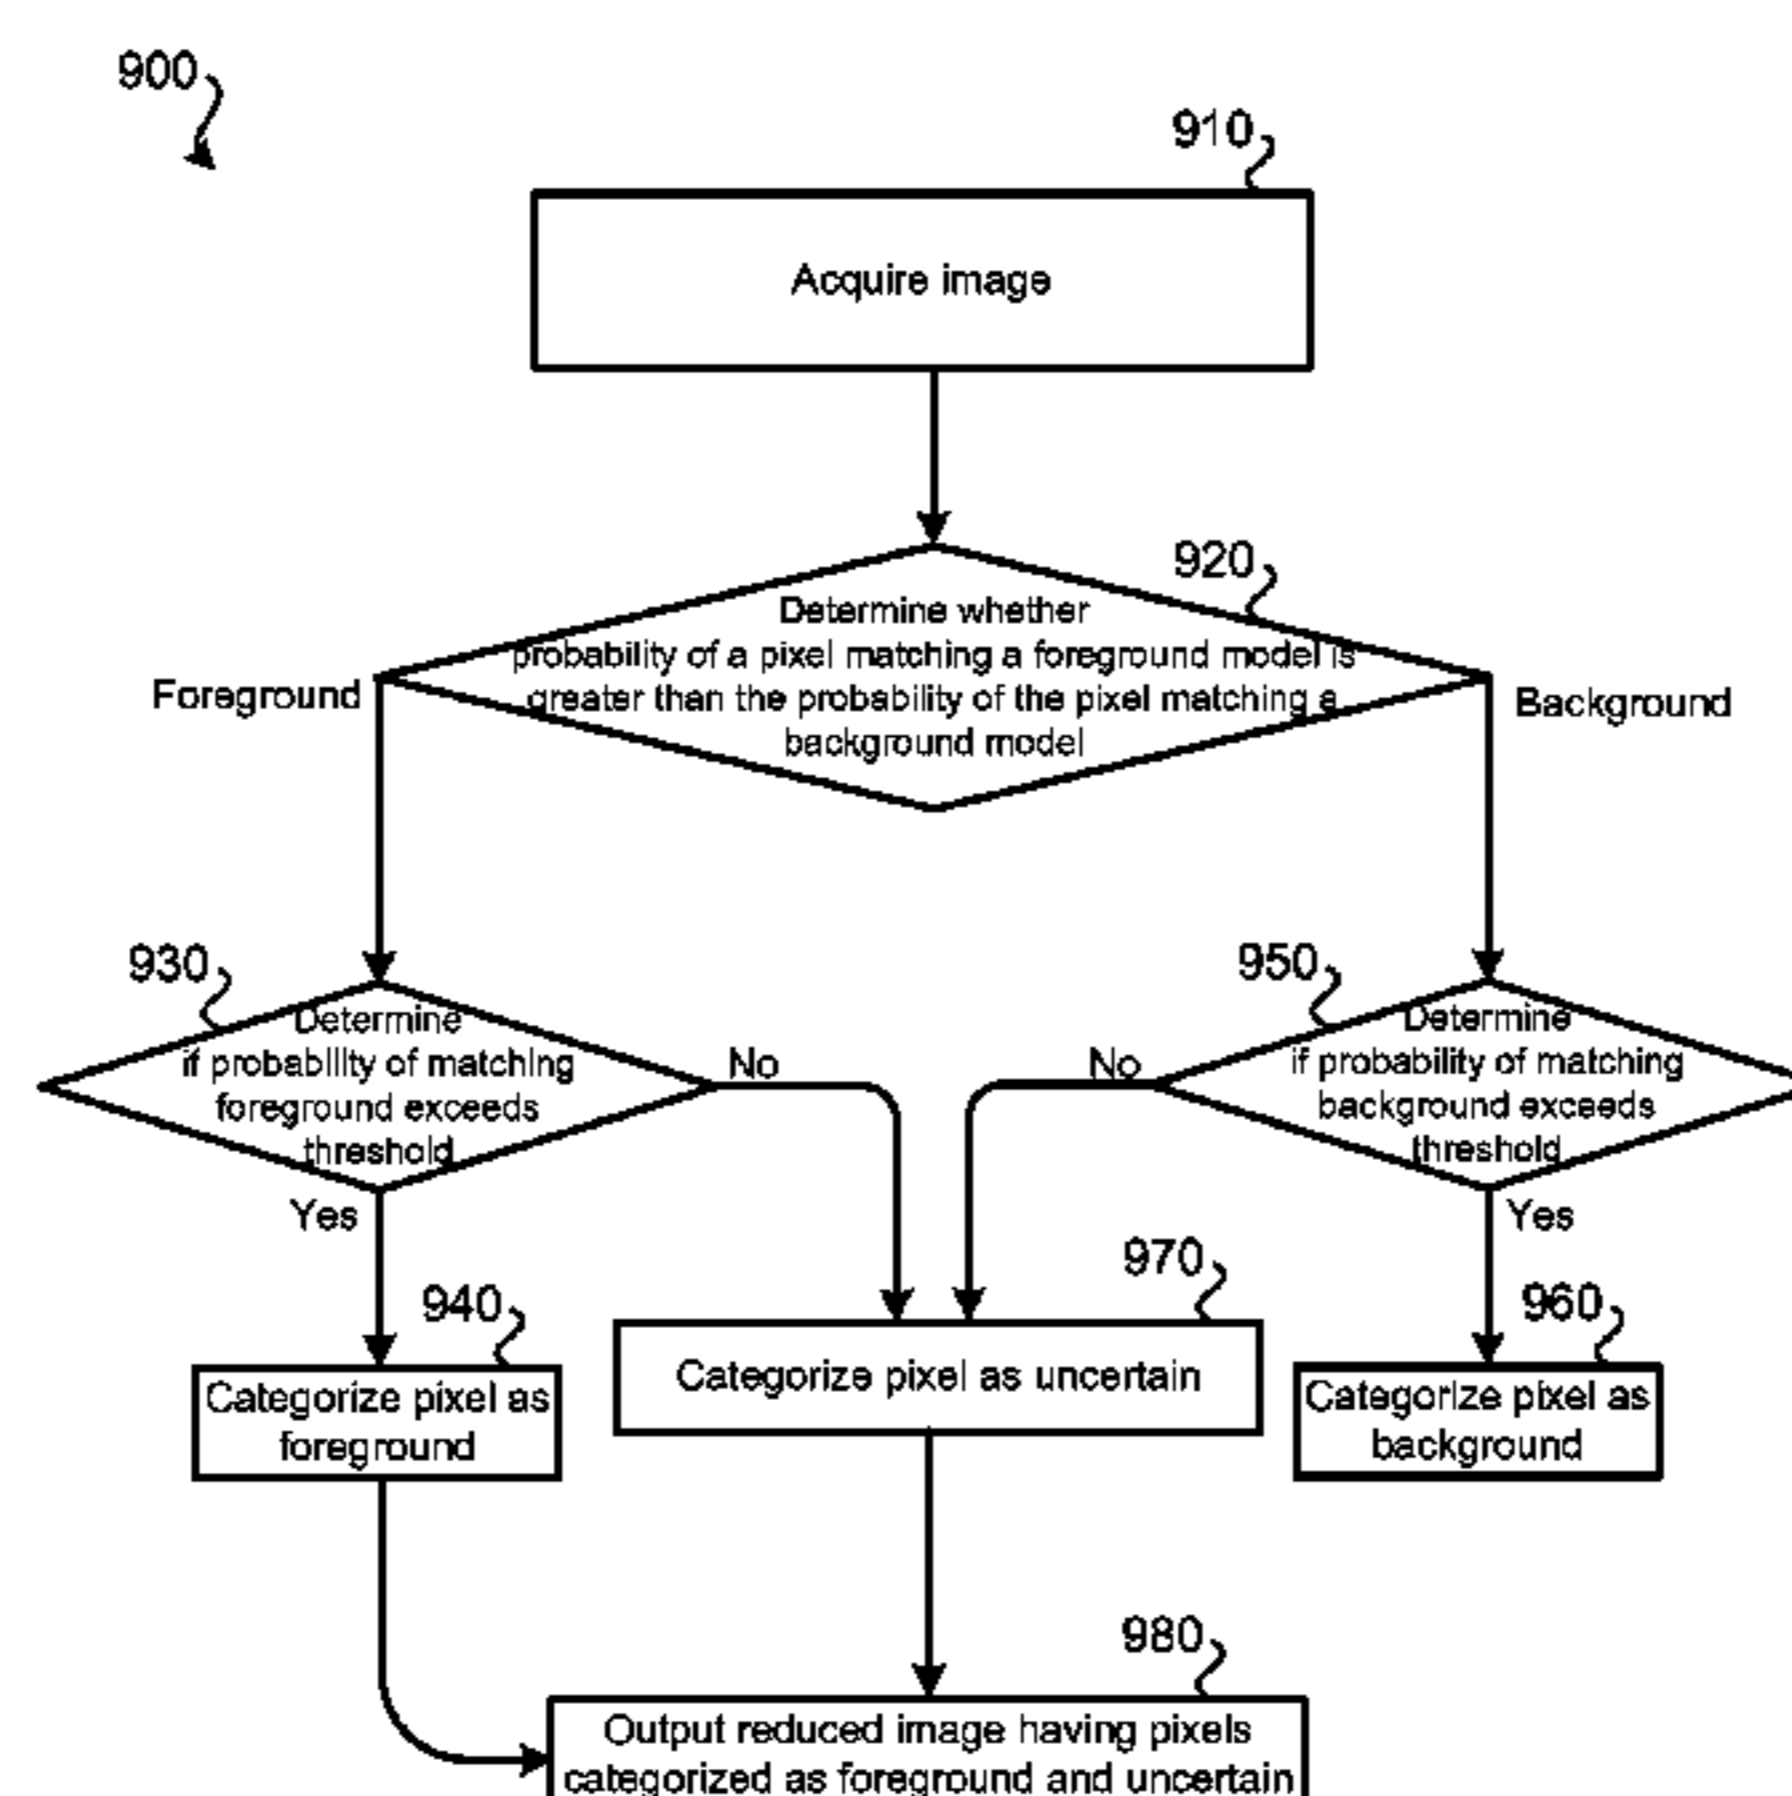 900
910
Acquire image
920
Determine whether
probability of a pixel matching a foreground model is
greater than the probability of the pixel matching a
background model
Foreground
Background
930
Determine
if probability of matching
foreground exceeds
threshold
No
Yes
950
Determine
if probability of matching
background exceeds
threshold
No
Yes
940
Categorize pixel as
foreground
970
Categorize pixel as uncertain
960
Categorize pixel as
background
980
Output reduced image having pixels
categorized as foreground and uncertain